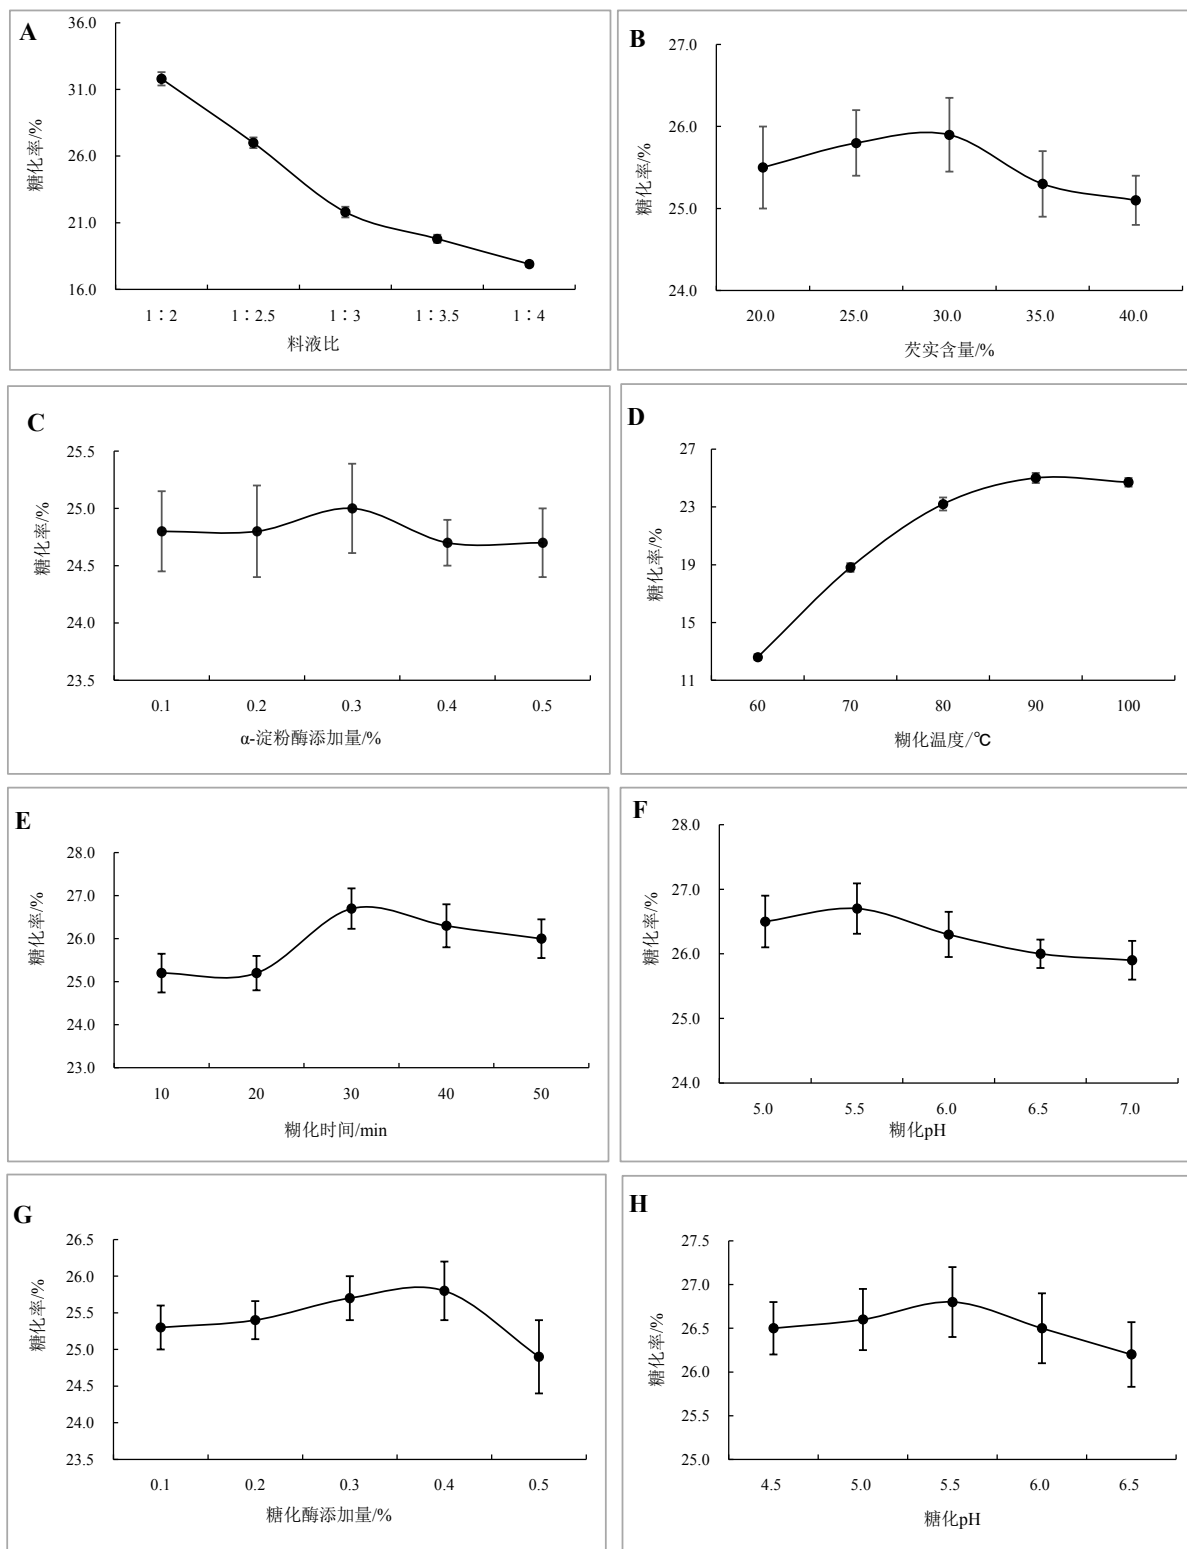 A
糖化率/%
36.0
31.0
26.0
21.0
16.0
1∶2 1∶2.5 1∶3 1∶3.5 1∶4
料液比
B
糖化率/%
27.0
26.0
25.0
24.0
20.0 25.0 30.0 35.0 40.0
芡实含量/%
C
糖化率/%
25.5
25.0
24.5
24.0
23.5
0.1 0.2 0.3 0.4 0.5
α-淀粉酶添加量/%
D
糖化率/%
27
23
19
15
11
60 70 80 90 100
糊化温度/℃
E
糖化率/%
28.0
27.0
26.0
25.0
24.0
23.0
10 20 30 40 50
糊化时间/min
F
糖化率/%
28.0
27.0
26.0
25.0
24.0
5.0 5.5 6.0 6.5 7.0
糊化pH
G
糖化率/%
26.5
26.0
25.5
25.0
24.5
24.0
23.5
0.1 0.2 0.3 0.4 0.5
糖化酶添加量/%
H
糖化率/%
27.5
27.0
26.5
26.0
25.5
25.0
4.5 5.0 5.5 6.0 6.5
糖化pH